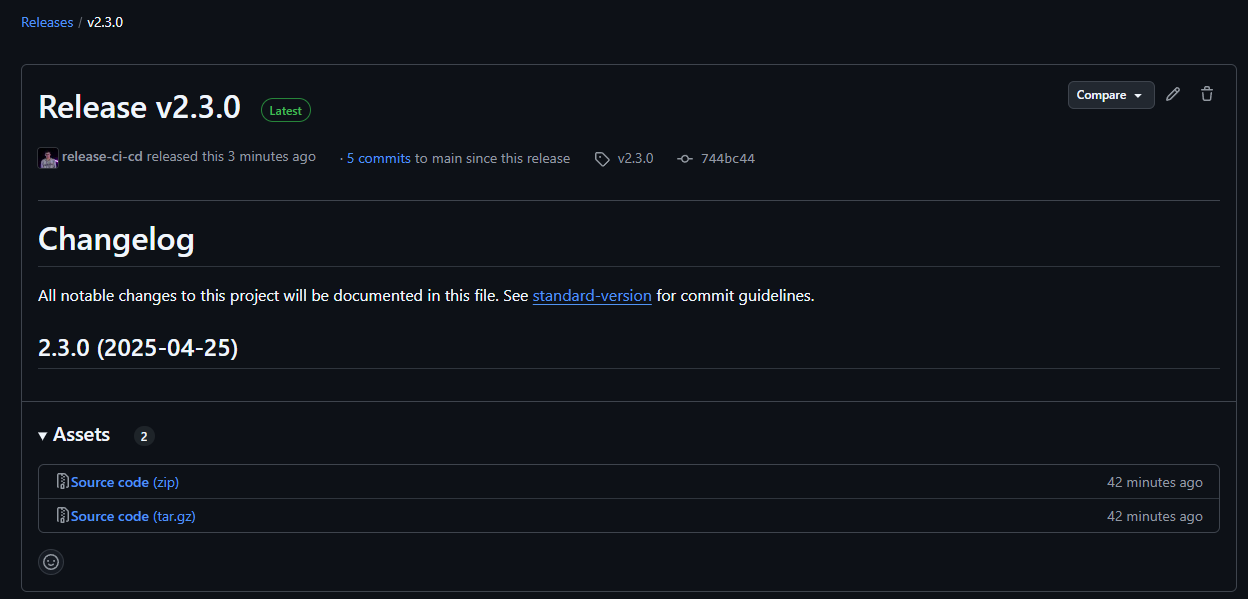 Releases / v2.3.0
Release v2.3.0 Latest Compare
release-ci-cd released this 3 minutes ago · 5 commits to main since this release v2.3.0 744bc44
Changelog
All notable changes to this project will be documented in this file. See standard-version for commit guidelines.
2.3.0 (2025-04-25)
Assets 2
Source code (zip) 42 minutes ago
Source code (tar.gz) 42 minutes ago